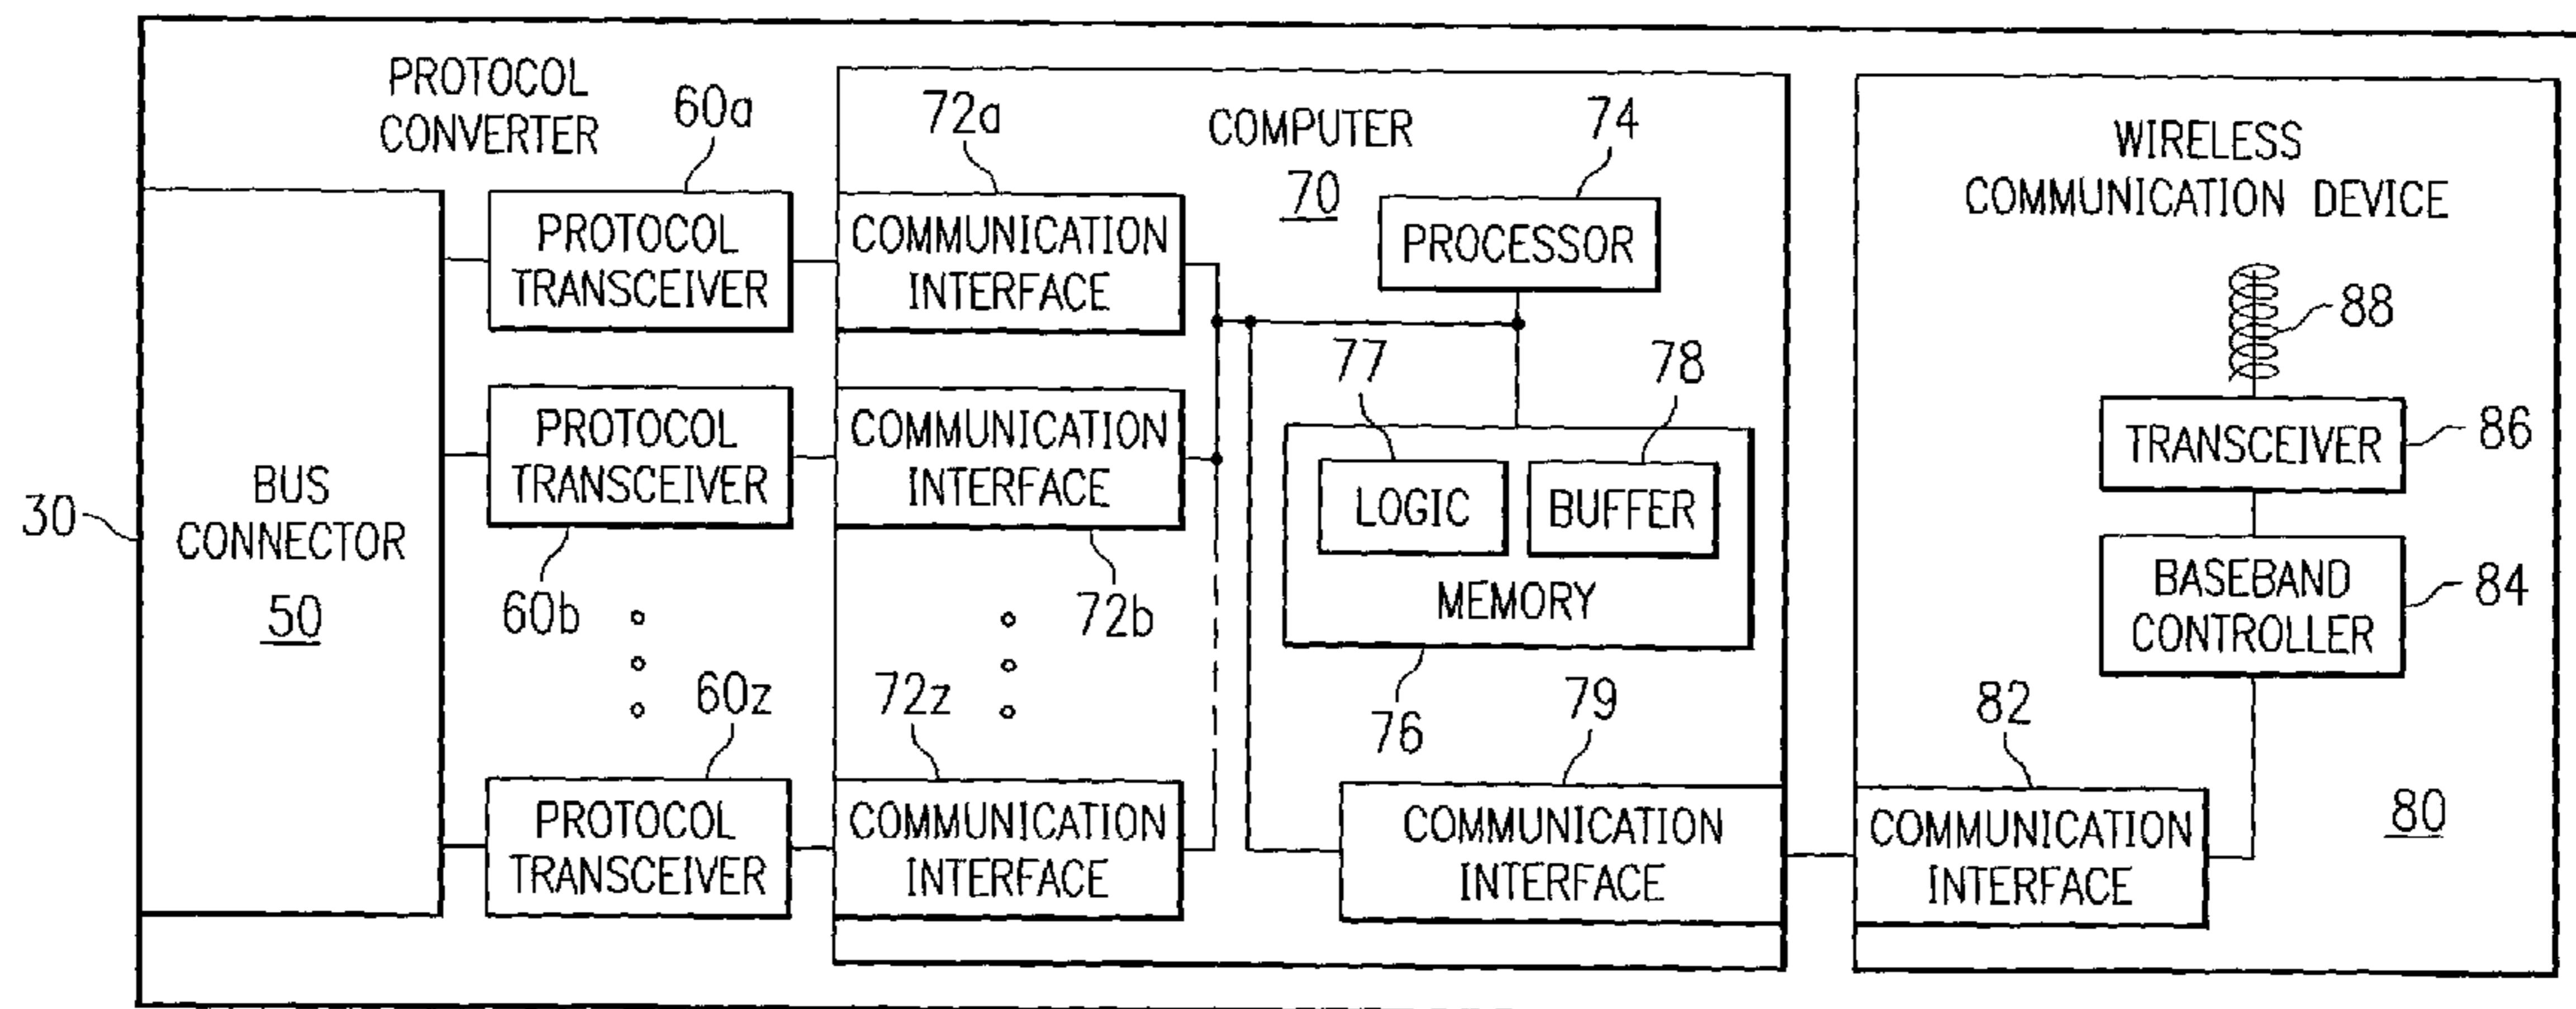 PROTOCOL
CONVERTER
30
BUS
CONNECTOR
50
60a
PROTOCOL
TRANSCEIVER
PROTOCOL
TRANSCEIVER
60b
60z
PROTOCOL
TRANSCEIVER
COMPUTER
70
72a
COMMUNICATION
INTERFACE
COMMUNICATION
INTERFACE
72b
72z
COMMUNICATION
INTERFACE
74
PROCESSOR
77
78
LOGIC
BUFFER
MEMORY
76
79
COMMUNICATION
INTERFACE
WIRELESS
COMMUNICATION DEVICE
88
TRANSCEIVER
86
BASEBAND
CONTROLLER
84
82
COMMUNICATION
INTERFACE
80